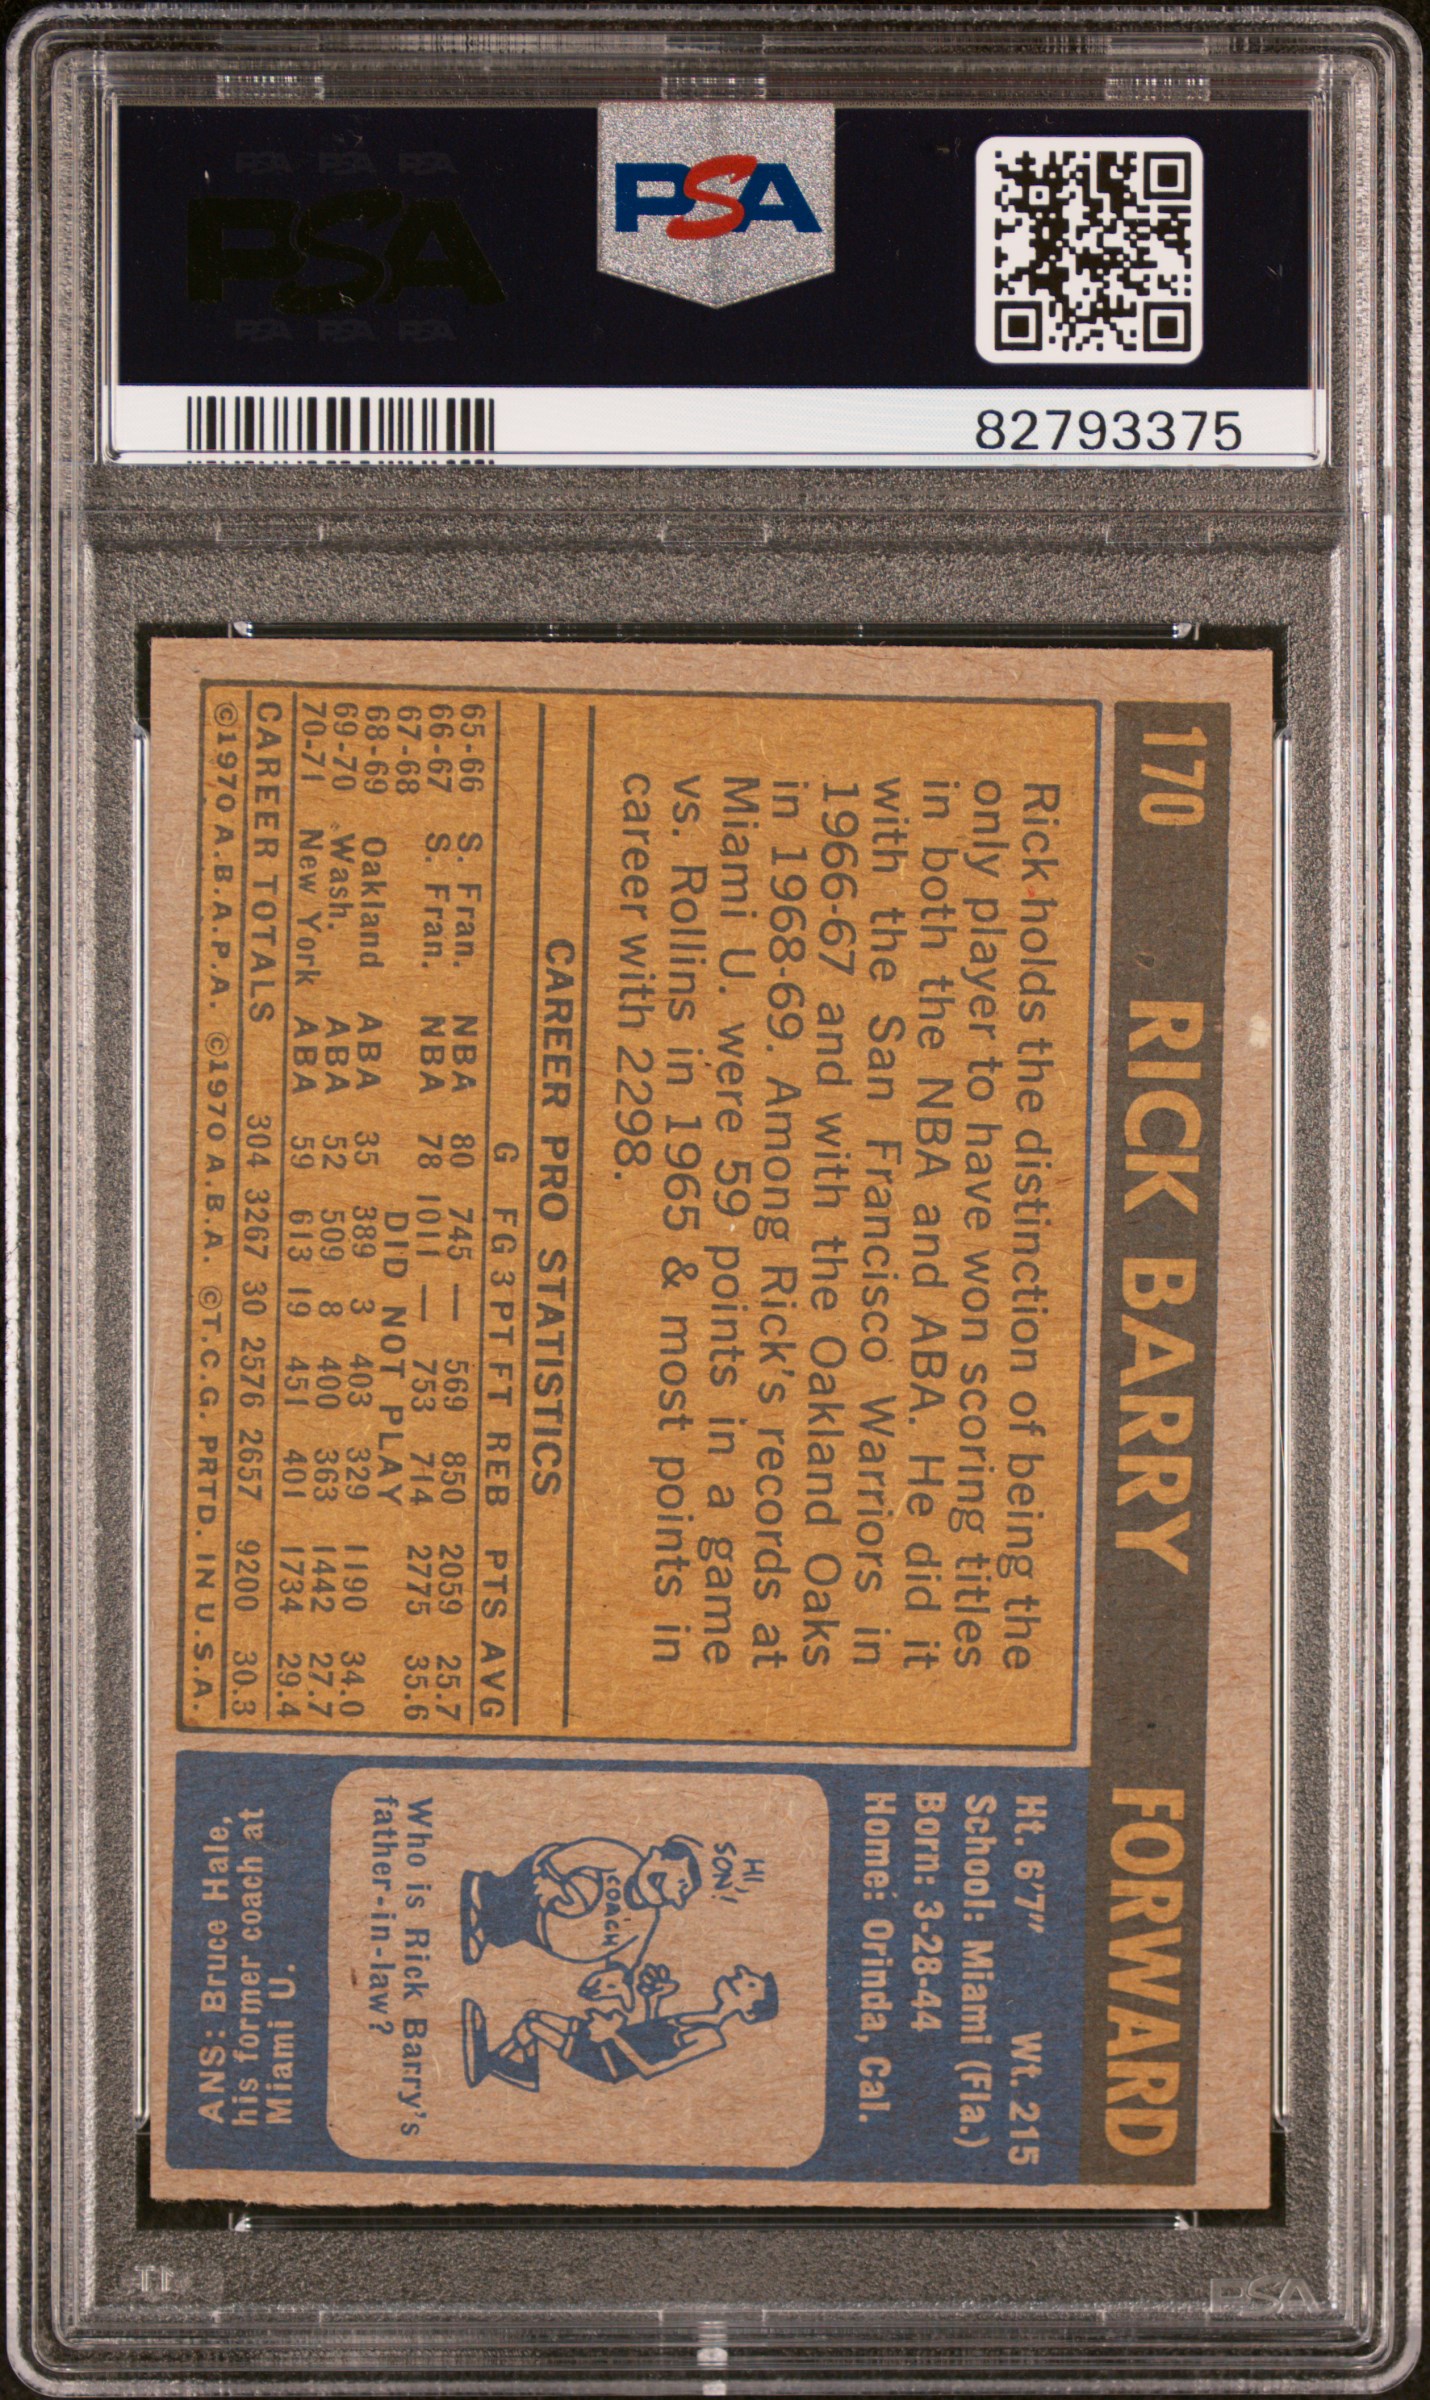 PSA PSA PSA
PSA
PSA PSA PSA
PSA
82793375
170 RICK BARRY FORWARD
Rick holds the distinction of being the
only player to have won scoring titles
in both the NBA and ABA. He did it
with the San Francisco Warriors in
1966-67 and with the Oakland Oaks
in 1968-69. Among Rick's records at
Miami U. were 59 points in a game
vs. Rollins in 1965 & most points in
career with 2298.
CAREER PRO STATISTICS
G FG 3PT FT REB PTS AVG
65-66 S. Fran. NBA 80 745 — 569 850 2059 25.7
66-67 S. Fran. NBA 78 1011 — 753 714 2775 35.6
67-68 DID NOT PLAY
68-69 Oakland ABA 35 389 3 403 329 1190 34.0
69-70 Wash. ABA 52 509 8 400 363 1442 27.7
70-71 New York ABA 59 613 19 451 401 1734 29.4
CAREER TOTALS 304 3267 30 2576 2657 9200 30.3
©1970 A.B.A.P.A. ©1970 A.B.A. ©T.C.G. PRTD. IN U.S.A.
Ht. 6'7" Wt. 215
School: Miami (Fla.)
Born: 3-28-44
Home: Orinda, Cal.
HI,
SON!
COACH
Who is Rick Barry's
father-in-law?
ANS: Bruce Hale,
his former coach at
Miami U.
PSA